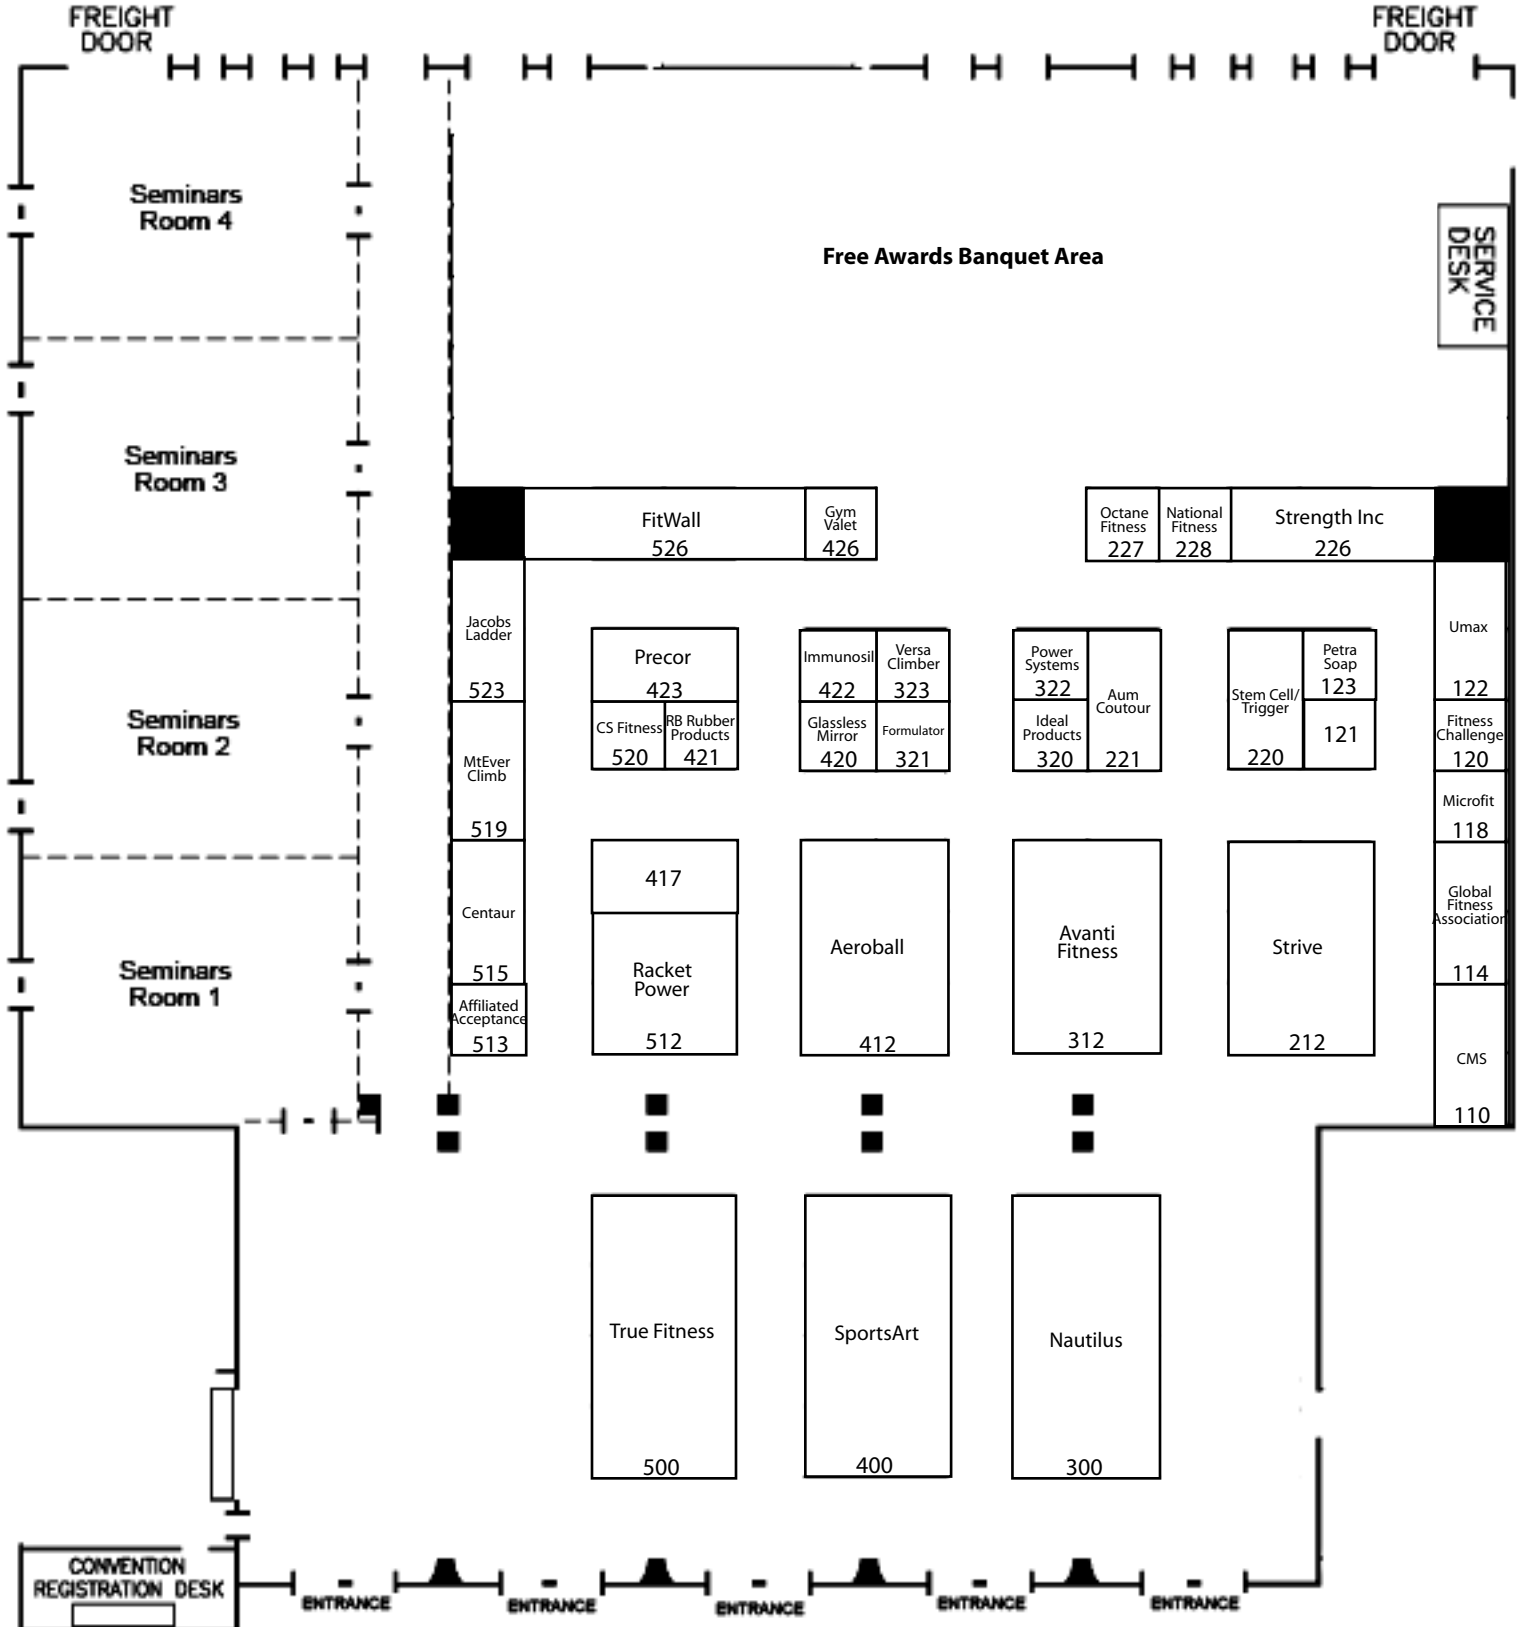 FREIGHT
DOOR
FREIGHT
DOOR
Seminars
Room 4
Free Awards Banquet Area
SERVICE
DESK
Seminars
Room 3
FitWall
526
Gym
Valet
426
Octane
Fitness
227
National
Fitness
228
Strength Inc
226
Jacobs
Ladder
523
Precor
423
Immunosil
422
Versa
Climber
323
Power
Systems
322
Aum
Coutour
221
Stem Cell/
Trigger
220
Petra
Soap
123
Umax
122
Seminars
Room 2
CS Fitness
520
RB Rubber
Products
421
Glassless
Mirror
420
Formulator
321
Ideal
Products
320
121
Fitness
Challenge
120
MtEver
Climb
519
Microfit
118
417
Centaur
515
Racket
Power
512
Aeroball
412
Avanti
Fitness
312
Strive
212
Global
Fitness
Association
114
Seminars
Room 1
Affiliated
Acceptance
513
CMS
110
True Fitness
500
SportsArt
400
Nautilus
300
CONVENTION
REGISTRATION DESK
ENTRANCE
ENTRANCE
ENTRANCE
ENTRANCE
ENTRANCE